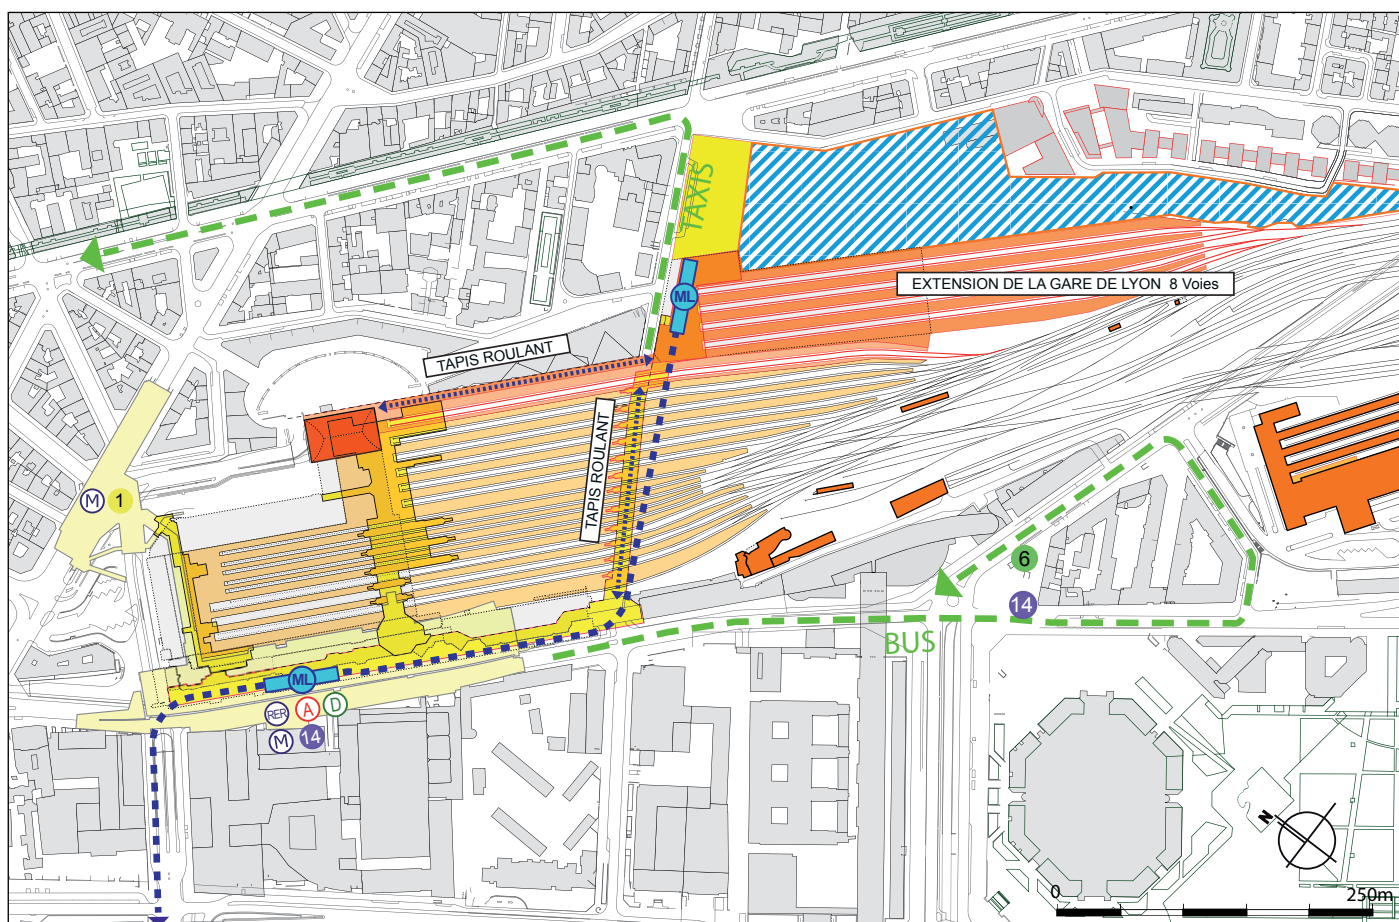 TAXIS
ML
EXTENSION DE LA GARE DE LYON 8 Voies
TAPIS ROULANT
TAPIS ROULANT
M 1
6
14
BUS
ML
RER A D
M 14
N
0 250m